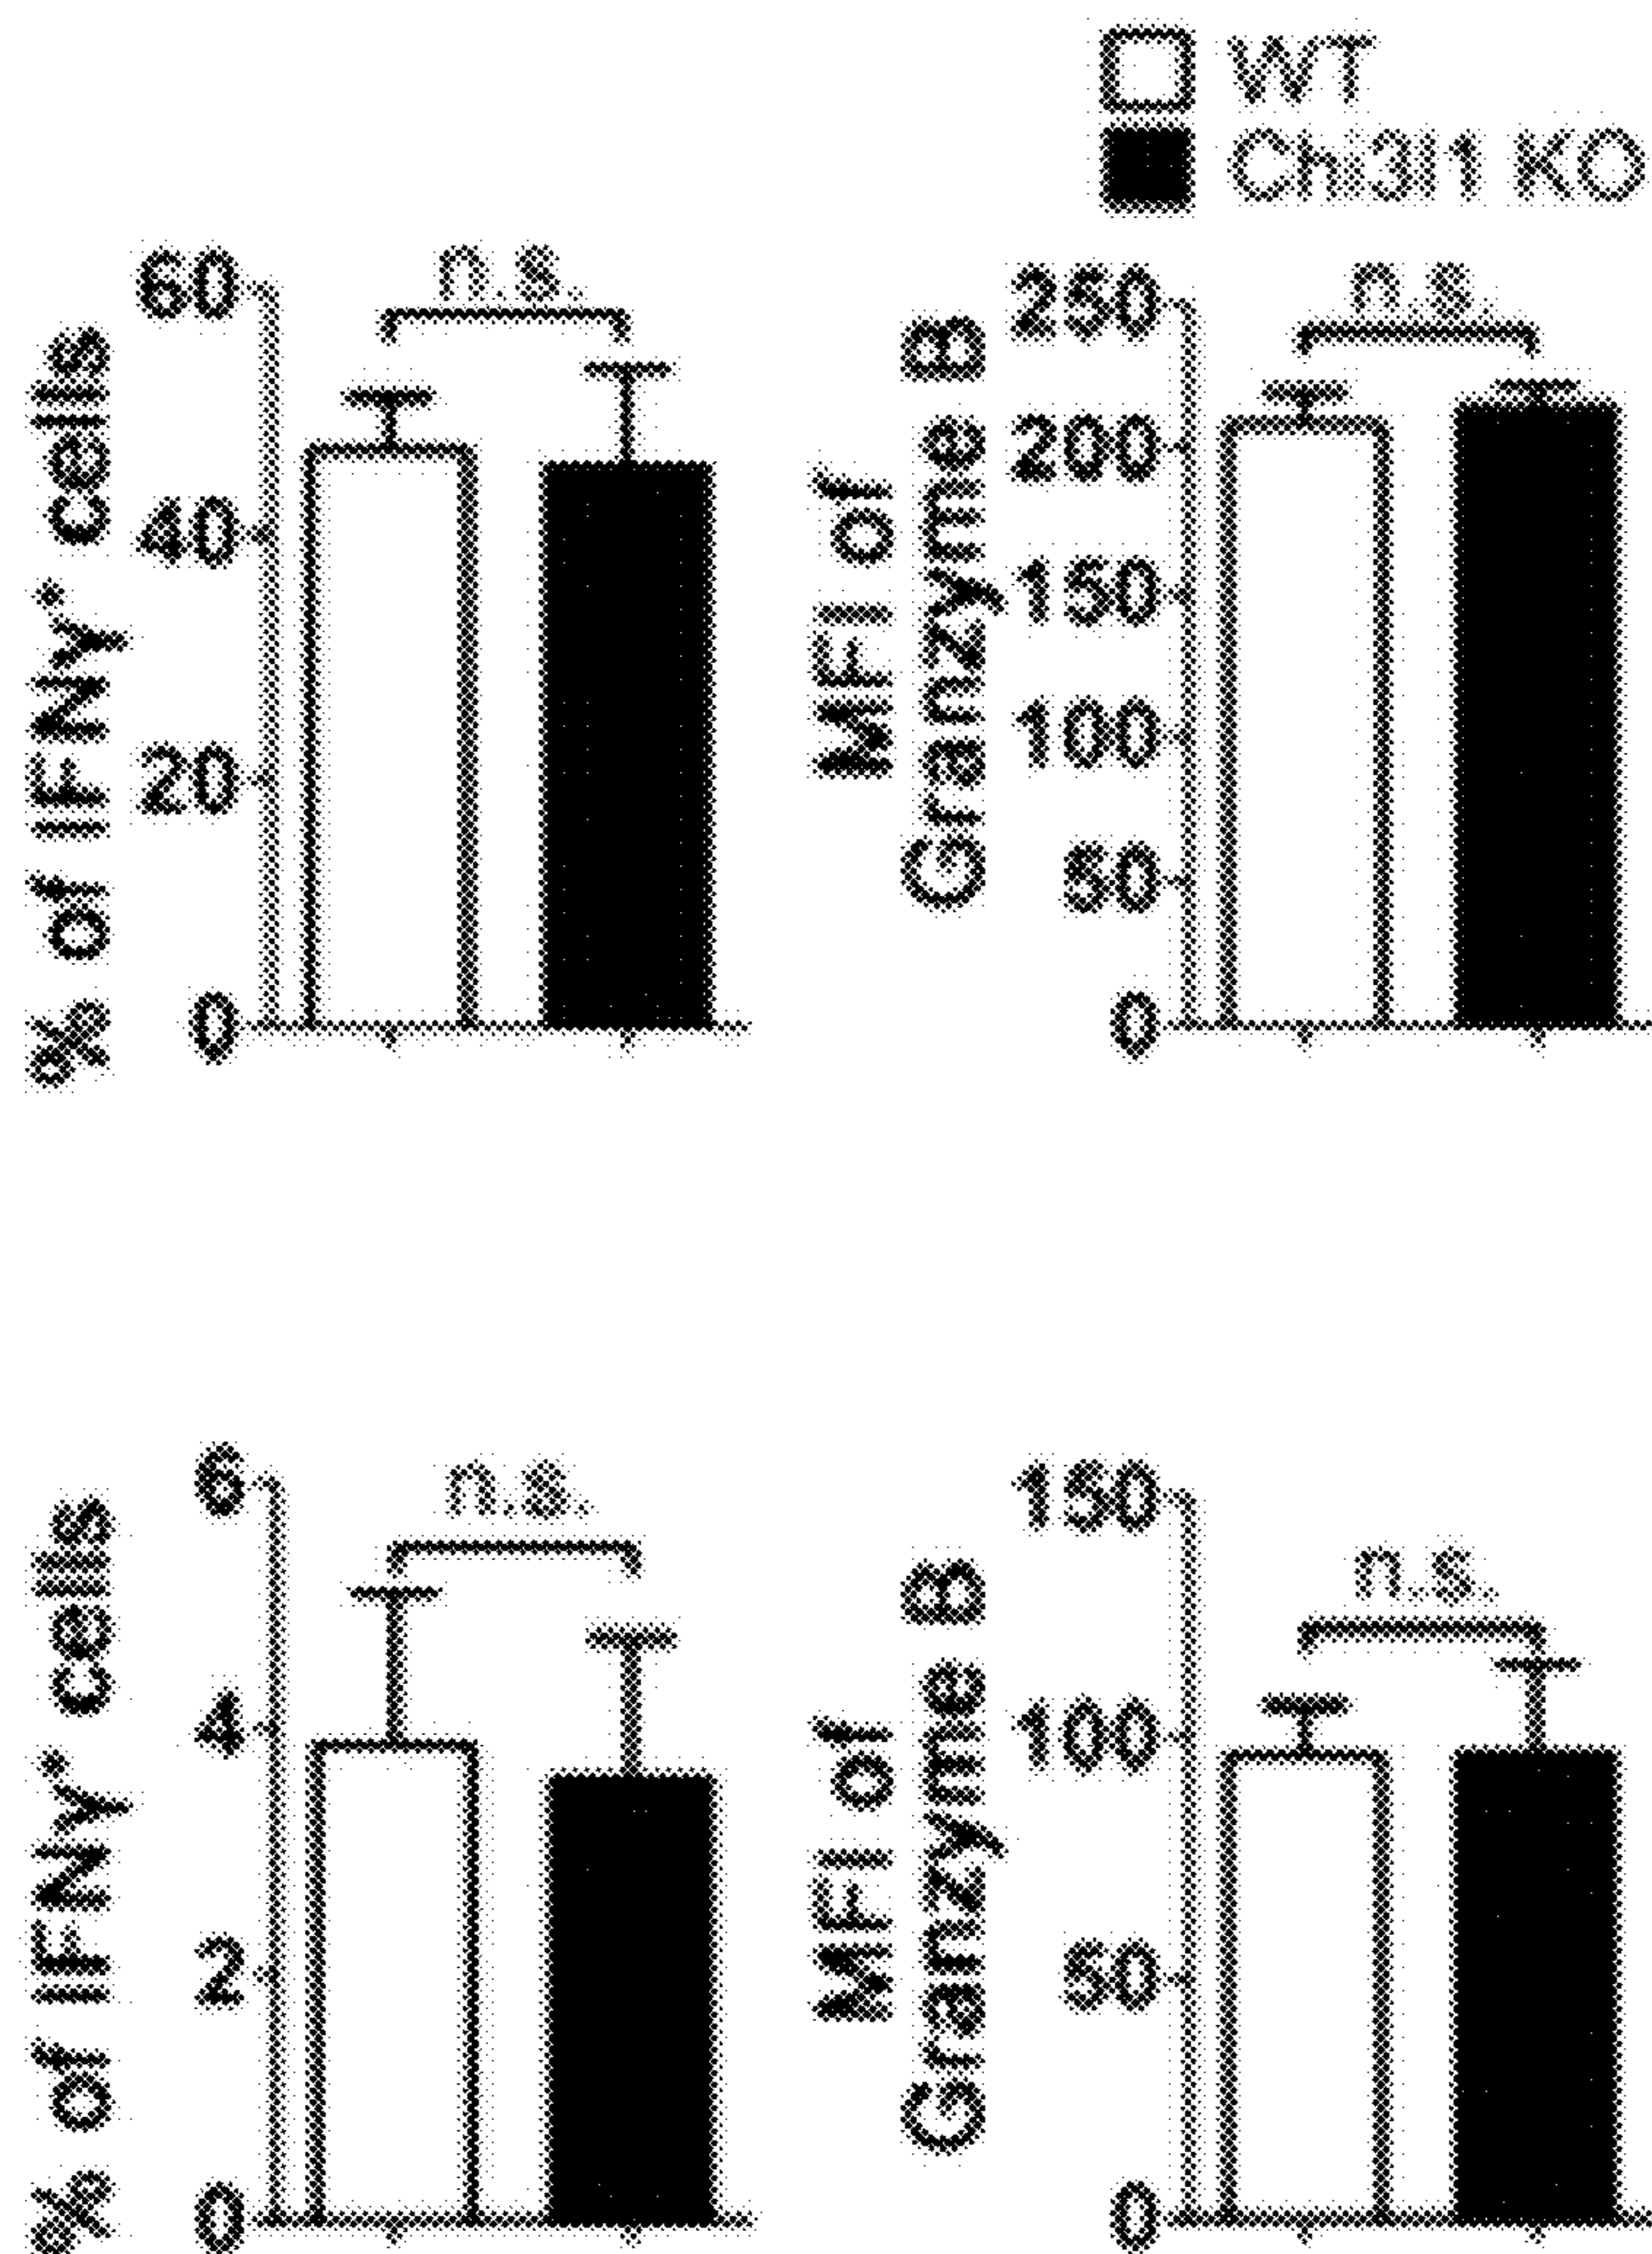 WT
Chi3l1 KO
% of IFNγ⁺ cells
60
40
20
0
n.s.
MFI of
Granzyme B
250
200
150
100
50
0
n.s.
% of IFNγ⁺ cells
6
4
2
0
n.s.
MFI of
Granzyme B
150
100
50
0
n.s.